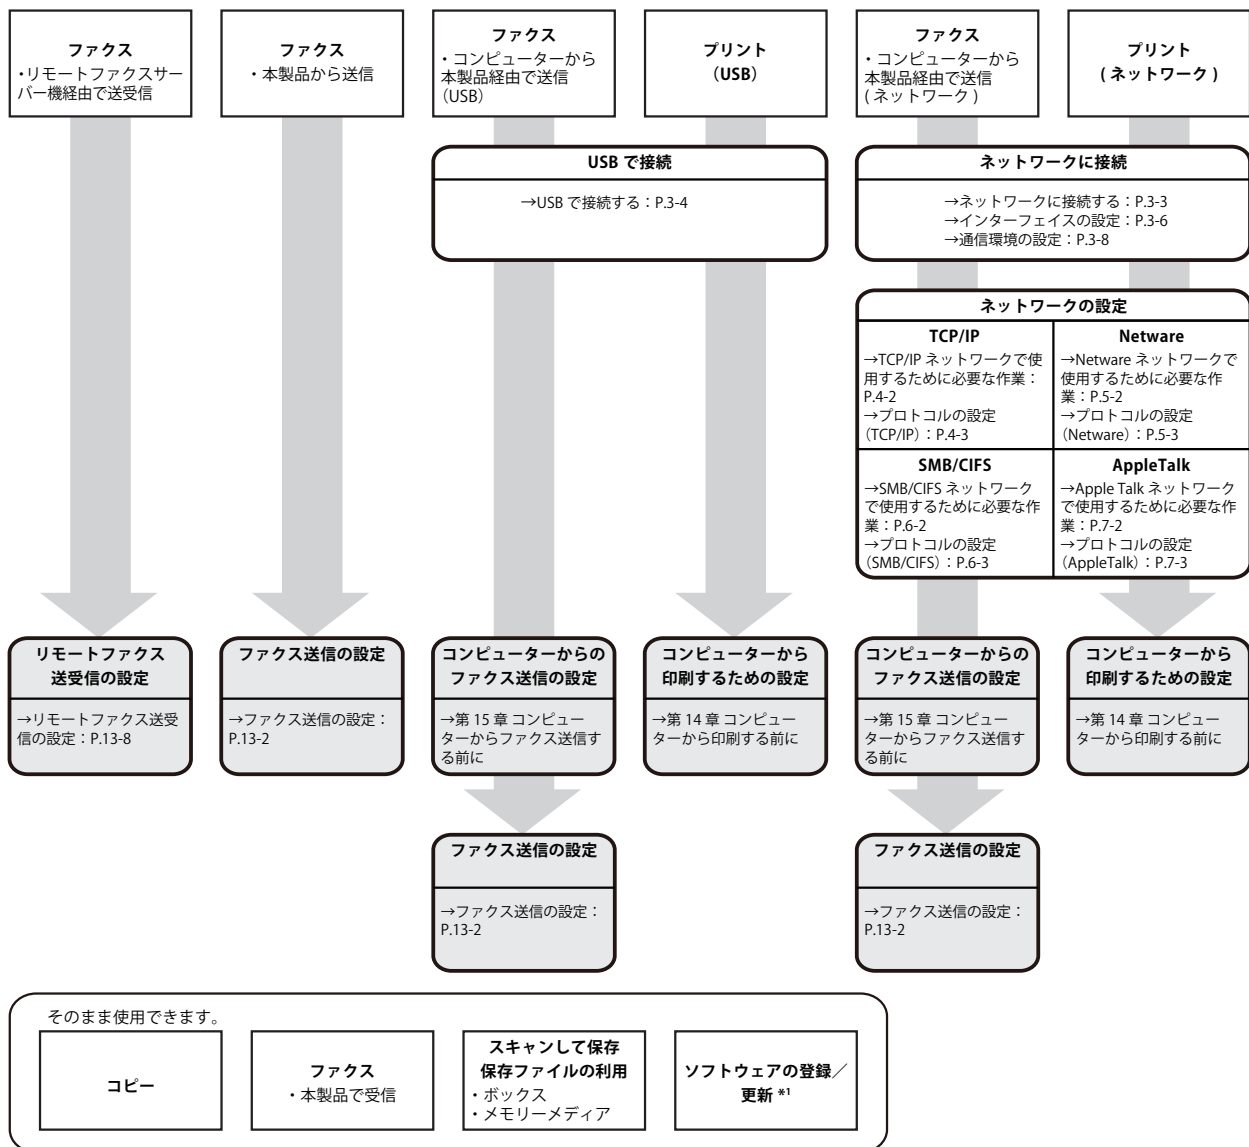 ファクス
・リモートファクスサー
バー機経由で送受信
ファクス
・本製品から送信
ファクス
・コンピューターから
本製品経由で送信
（USB）
プリント
（USB）
ファクス
・コンピューターから
本製品経由で送信
( ネットワーク )
プリント
( ネットワーク )
USB で接続
→USB で接続する：P.3-4
ネットワークに接続
→ネットワークに接続する：P.3-3
→インターフェイスの設定：P.3-6
→通信環境の設定：P.3-8
ネットワークの設定
TCP/IP
→TCP/IP ネットワークで使
用するために必要な作業：
P.4-2
→プロトコルの設定
（TCP/IP）：P.4-3
Netware
→Netware ネットワークで
使用するために必要な作
業：P.5-2
→プロトコルの設定
（Netware）：P.5-3
SMB/CIFS
→SMB/CIFS ネットワーク
で使用するために必要な作
業：P.6-2
→プロトコルの設定
（SMB/CIFS）：P.6-3
AppleTalk
→Apple Talk ネットワーク
で使用するために必要な作
業：P.7-2
→プロトコルの設定
（AppleTalk）：P.7-3
リモートファクス
送受信の設定
→リモートファクス送受
信の設定：P.13-8
ファクス送信の設定
→ファクス送信の設定：
P.13-2
コンピューターからの
ファクス送信の設定
→第 15 章 コンピュー
ターからファクス送信す
る前に
コンピューターから
印刷するための設定
→第 14 章 コンピュー
ターから印刷する前に
コンピューターからの
ファクス送信の設定
→第 15 章 コンピュー
ターからファクス送信す
る前に
コンピューターから
印刷するための設定
→第 14 章 コンピュー
ターから印刷する前に
ファクス送信の設定
→ファクス送信の設定：
P.13-2
ファクス送信の設定
→ファクス送信の設定：
P.13-2
そのまま使用できます。
コピー
ファクス
・本製品で受信
スキャンして保存
保存ファイルの利用
・ボックス
・メモリーメディア
ソフトウェアの登録／
更新 *1